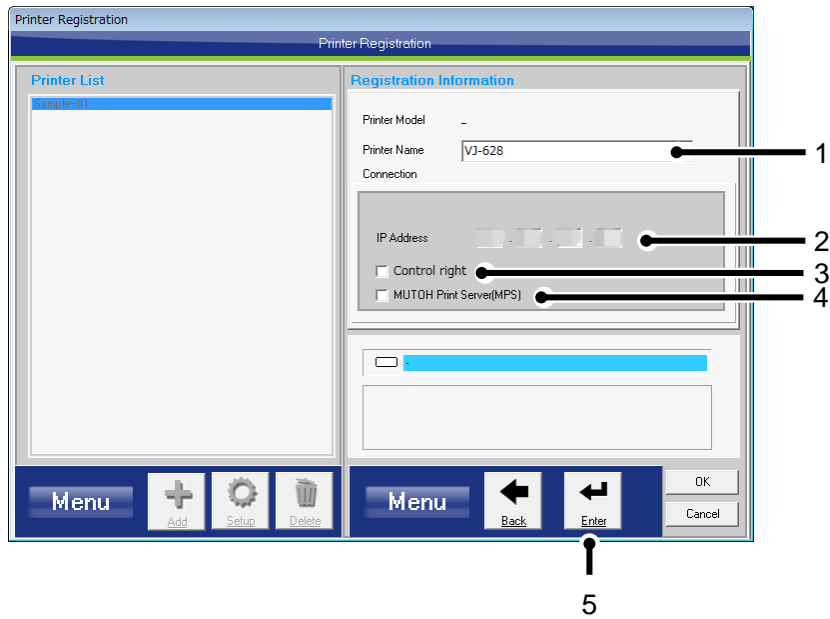 Printer Registration
Printer Registration
Printer List
Sample-01
Registration Information
Printer Model -
Printer Name VJ-628
1
Connection
IP Address . . .
2
Control right
3
MUTOH Print Server(MPS)
4
-
Menu
Add
Setup
Delete
Menu
Back
Enter
OK
Cancel
5